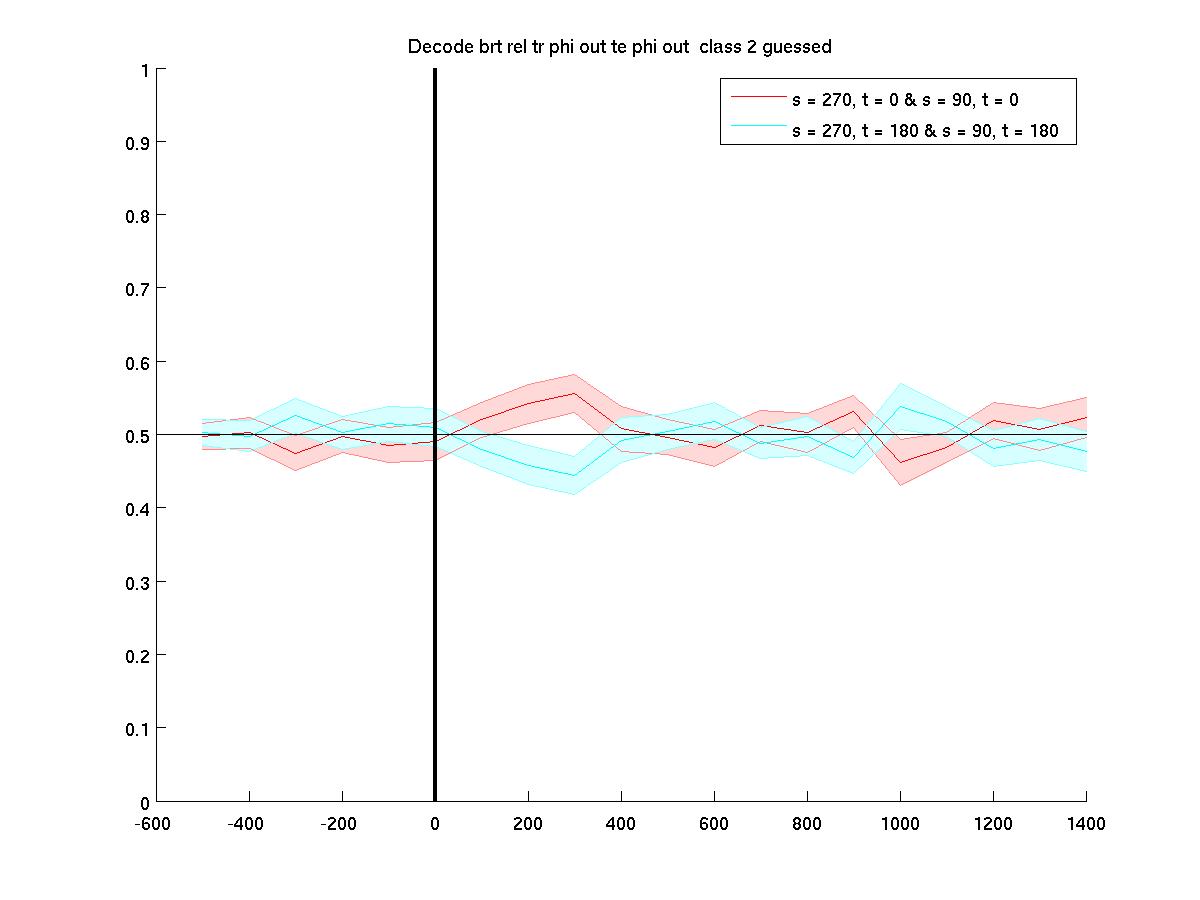 Decode brt rel tr phi out te phi out  class 2 guessed
s = 270, t = 0 & s = 90, t = 0
s = 270, t = 180 & s = 90, t = 180
1
0.9
0.8
0.7
0.6
0.5
0.4
0.3
0.2
0.1
0
-600 -400 -200 0 200 400 600 800 1000 1200 1400